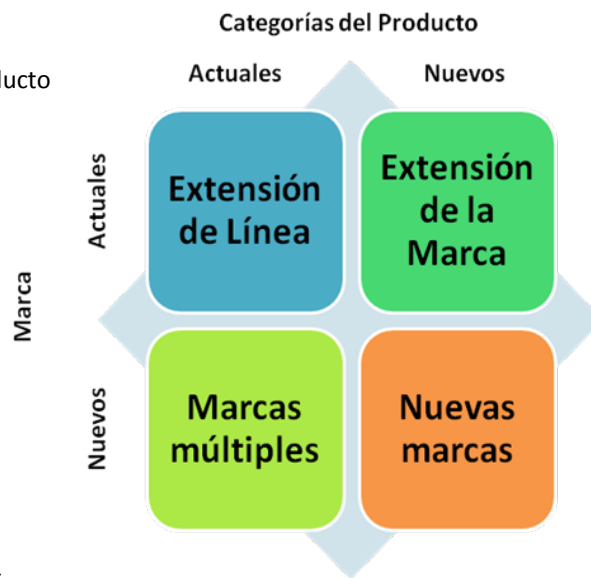 Categorías del Producto
Actuales
Nuevos
Actuales
Nuevos
Marca
Extensión
de Línea
Extensión
de la
Marca
Marcas
múltiples
Nuevas
marcas